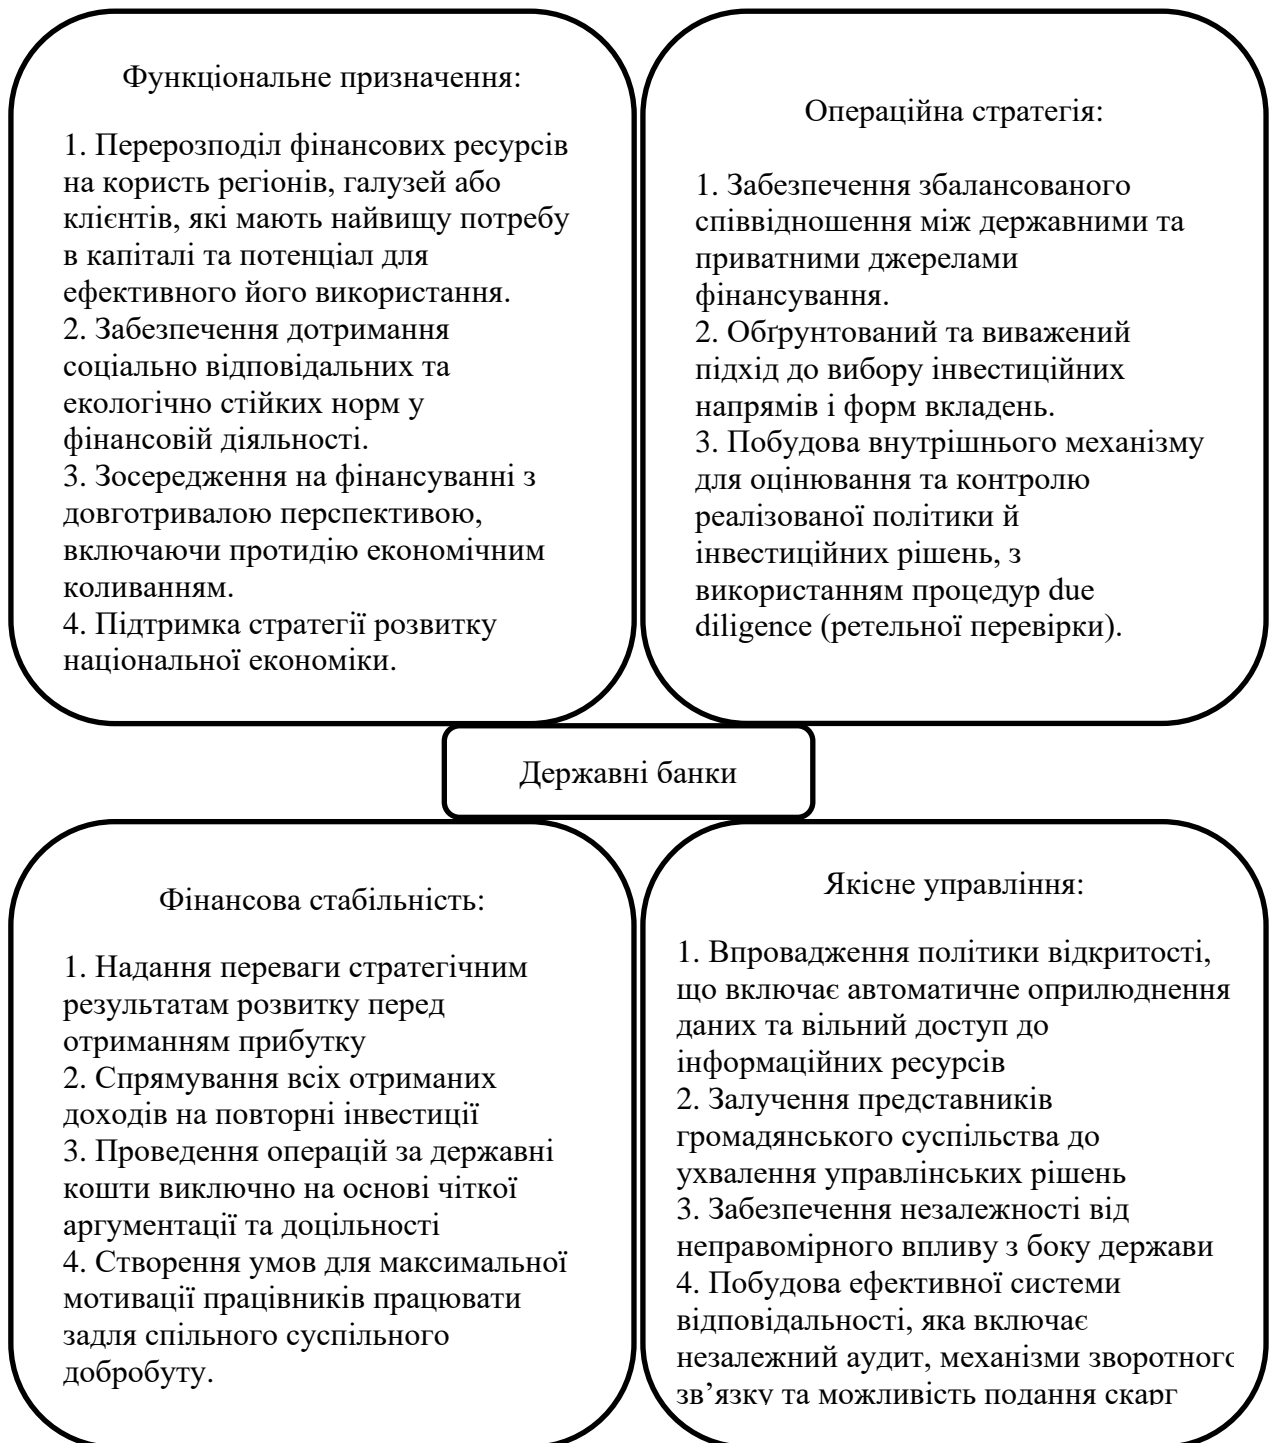 Функціональне призначення:
1. Перерозподіл фінансових ресурсів
на користь регіонів, галузей або
клієнтів, які мають найвищу потребу
в капіталі та потенціал для
ефективного його використання.
2. Забезпечення дотримання
соціально відповідальних та
екологічно стійких норм у
фінансовій діяльності.
3. Зосередження на фінансуванні з
довготривалою перспективою,
включаючи протидію економічним
коливанням.
4. Підтримка стратегії розвитку
національної економіки.
Операційна стратегія:
1. Забезпечення збалансованого
співвідношення між державними та
приватними джерелами
фінансування.
2. Обґрунтований та виважений
підхід до вибору інвестиційних
напрямів і форм вкладень.
3. Побудова внутрішнього механізму
для оцінювання та контролю
реалізованої політики й
інвестиційних рішень, з
використанням процедур due
diligence (ретельної перевірки).
Державні банки
Фінансова стабільність:
1. Надання переваги стратегічним
результатам розвитку перед
отриманням прибутку
2. Спрямування всіх отриманих
доходів на повторні інвестиції
3. Проведення операцій за державні
кошти виключно на основі чіткої
аргументації та доцільності
4. Створення умов для максимальної
мотивації працівників працювати
задля спільного суспільного
добробуту.
Якісне управління:
1. Впровадження політики відкритості,
що включає автоматичне оприлюднення
даних та вільний доступ до
інформаційних ресурсів
2. Залучення представників
громадянського суспільства до
ухвалення управлінських рішень
3. Забезпечення незалежності від
неправомірного впливу з боку держави
4. Побудова ефективної системи
відповідальності, яка включає
незалежний аудит, механізми зворотного
зв’язку та можливість подання скарг